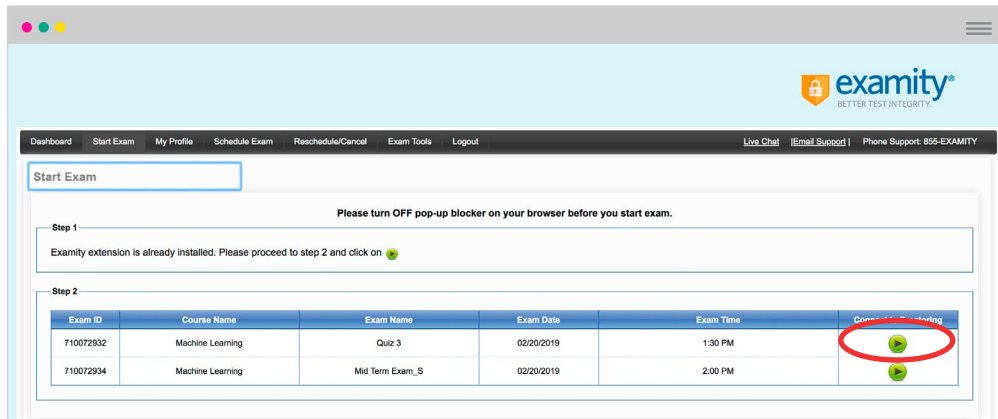 examity®
BETTER TEST INTEGRITY.
Dashboard Start Exam My Profile Schedule Exam Reschedule/Cancel Exam Tools Logout Live Chat |Email Support| Phone Support: 855-EXAMITY
Start Exam
Please turn OFF pop-up blocker on your browser before you start exam.
Step 1
Examity extension is already installed. Please proceed to step 2 and click on
Step 2
Exam ID Course Name Exam Name Exam Date Exam Time
710072932 Machine Learning Quiz 3 02/20/2019 1:30 PM
710072934 Machine Learning Mid Term Exam_S 02/20/2019 2:00 PM